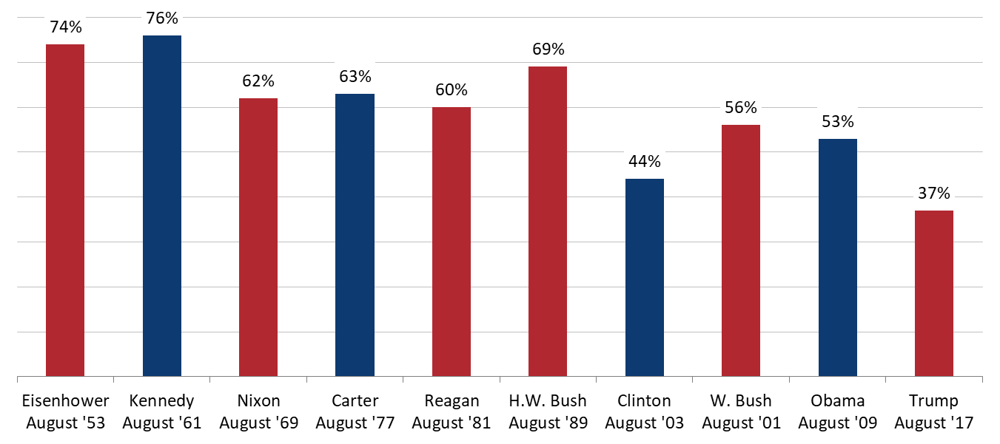 74%
76%
62%
63%
60%
69%
44%
56%
53%
37%
Eisenhower
August '53
Kennedy
August '61
Nixon
August '69
Carter
August '77
Reagan
August '81
H.W. Bush
August '89
Clinton
August '03
W. Bush
August '01
Obama
August '09
Trump
August '17